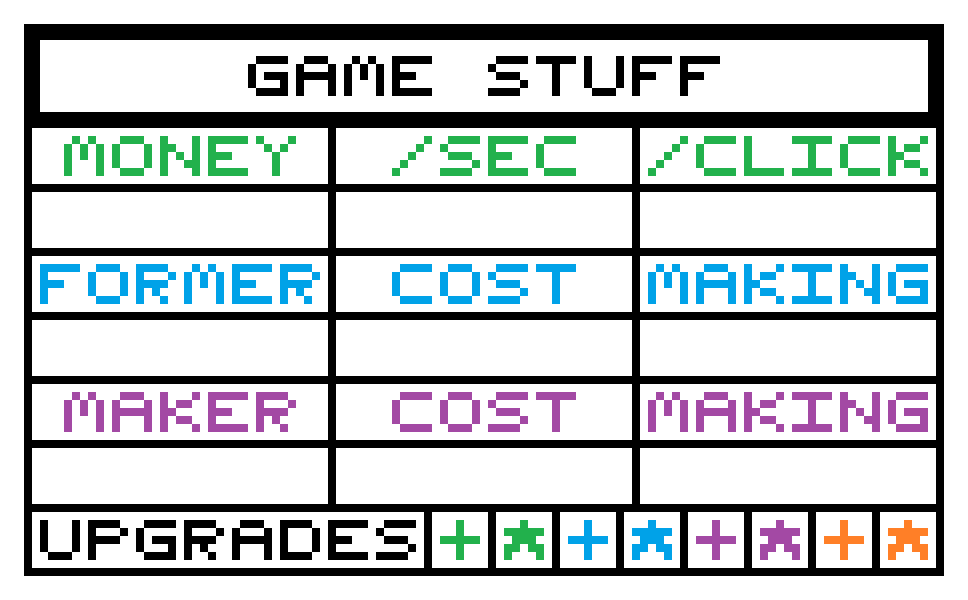 GAME STUFF
MONEY /SEC /CLICK
FORMER COST MAKING
MAKER COST MAKING
UPGRADES + * + * + * + *